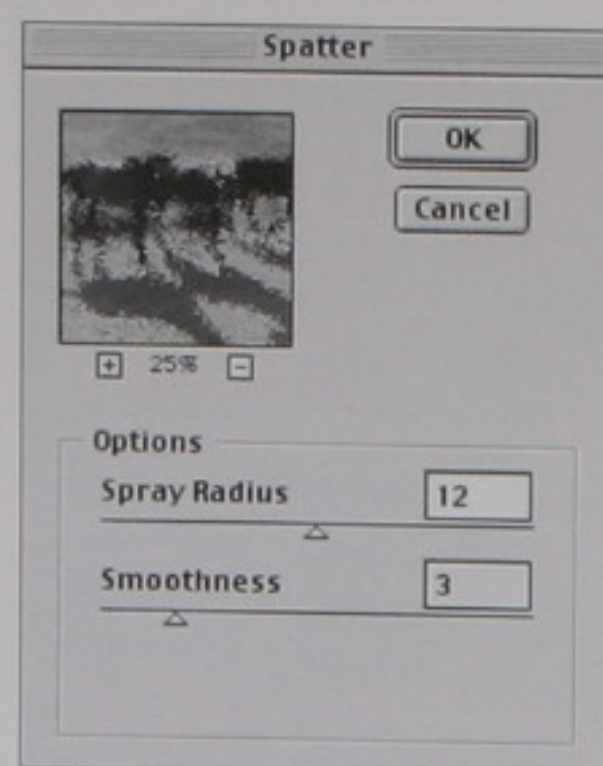 Spatter
OK
Cancel
+ 25% −
Options
Spray Radius 12
Smoothness 3